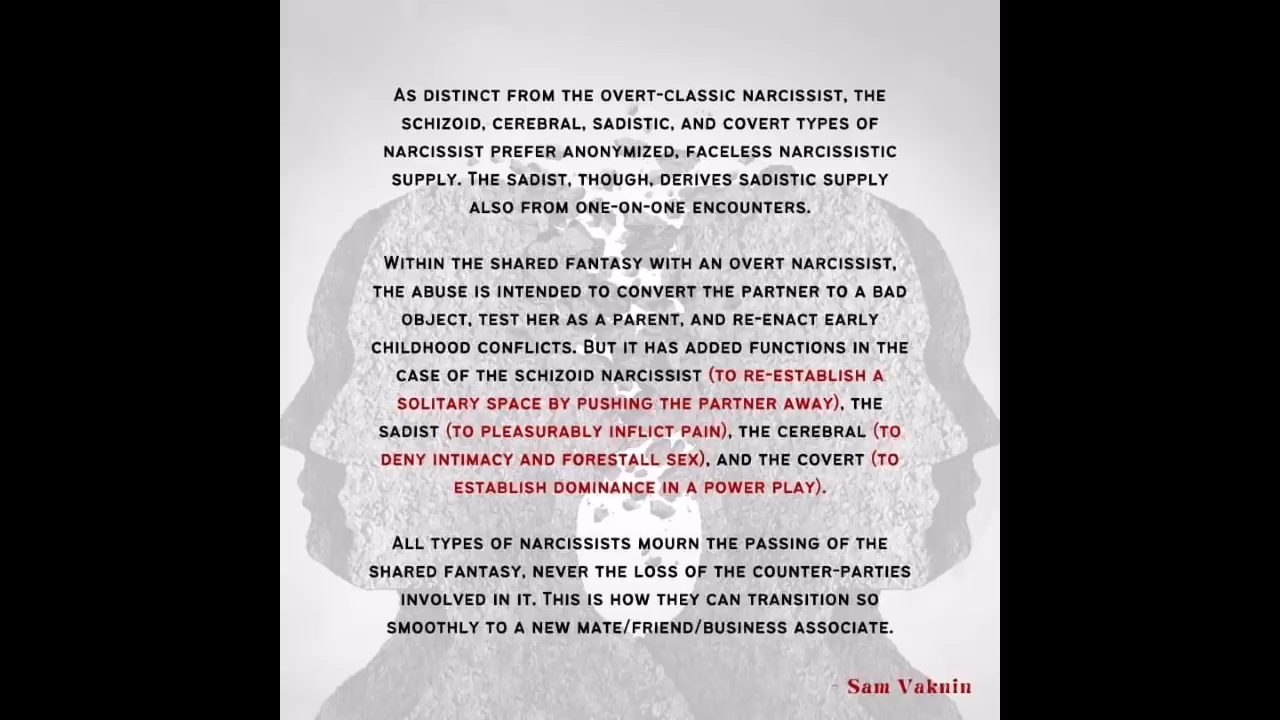 AS DISTINCT FROM THE OVERT-CLASSIC NARCISSIST, THE
SCHIZOID, CEREBRAL, SADISTIC, AND COVERT TYPES OF
NARCISSIST PREFER ANONYMIZED, FACELESS NARCISSISTIC
SUPPLY. THE SADIST, THOUGH, DERIVES SADISTIC SUPPLY
ALSO FROM ONE-ON-ONE ENCOUNTERS.
WITHIN THE SHARED FANTASY WITH AN OVERT NARCISSIST,
THE ABUSE IS INTENDED TO CONVERT THE PARTNER TO A BAD
OBJECT, TEST HER AS A PARENT, AND RE-ENACT EARLY
CHILDHOOD CONFLICTS. BUT IT HAS ADDED FUNCTIONS IN THE
CASE OF THE SCHIZOID NARCISSIST (TO RE-ESTABLISH A
SOLITARY SPACE BY PUSHING THE PARTNER AWAY), THE
SADIST (TO PLEASURABLY INFLICT PAIN), THE CEREBRAL (TO
DENY INTIMACY AND FORESTALL SEX), AND THE COVERT (TO
ESTABLISH DOMINANCE IN A POWER PLAY).
ALL TYPES OF NARCISSISTS MOURN THE PASSING OF THE
SHARED FANTASY, NEVER THE LOSS OF THE COUNTER-PARTIES
INVOLVED IN IT. THIS IS HOW THEY CAN TRANSITION SO
SMOOTHLY TO A NEW MATE/FRIEND/BUSINESS ASSOCIATE.
- Sam Vaknin